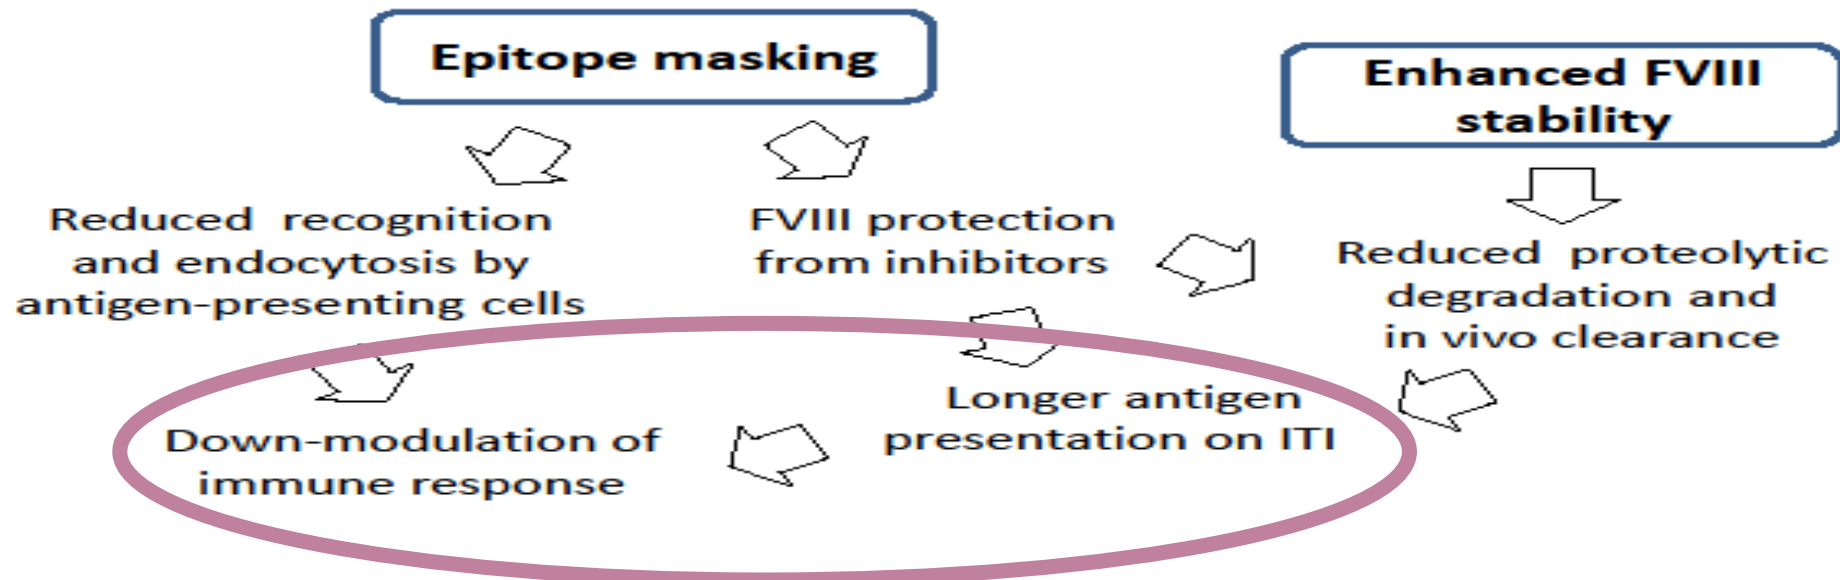 Epitope masking
Enhanced FVIII
stability
Reduced recognition
and endocytosis by
antigen-presenting cells
FVIII protection
from inhibitors
Reduced proteolytic
degradation and
in vivo clearance
Longer antigen
presentation on ITI
Down-modulation of
immune response